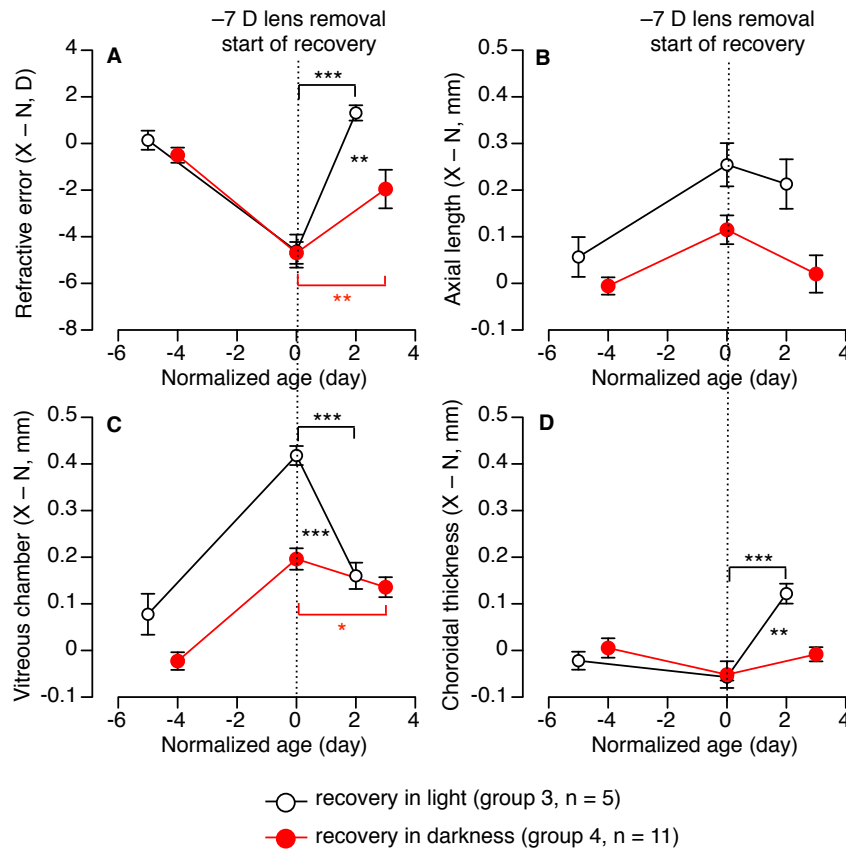 –7 D lens removal
start of recovery
–7 D lens removal
start of recovery
A
Refractive error (X – N, D)
4
2
0
-2
-4
-6
-8
***
**
**
-6 -4 -2 0 2 4
Normalized age (day)
B
Axial length (X – N, mm)
0.5
0.4
0.3
0.2
0.1
0
-0.1
-6 -4 -2 0 2 4
Normalized age (day)
C
Vitreous chamber (X – N, mm)
0.5
0.4
0.3
0.2
0.1
0
-0.1
***
***
*
-6 -4 -2 0 2 4
Normalized age (day)
D
Choroidal thickness (X – N, mm)
0.5
0.4
0.3
0.2
0.1
0
-0.1
***
**
-6 -4 -2 0 2 4
Normalized age (day)
recovery in light (group 3, n = 5)
recovery in darkness (group 4, n = 11)